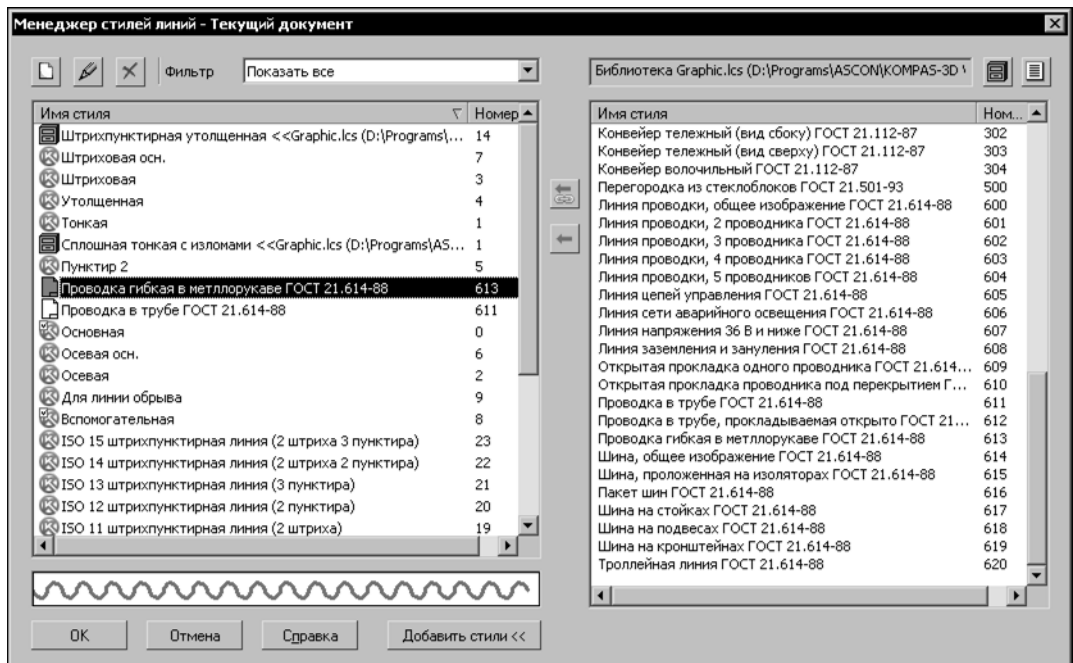 Менеджер стилей линий - Текущий документ
Фильтр Показать все
Имя стиля Номер
Штрихпунктирная утолщенная <<Graphic.lcs (D:\Programs\... 14
Штриховая осн. 7
Штриховая 3
Утолщенная 4
Тонкая 1
Сплошная тонкая с изломами <<Graphic.lcs (D:\Programs\AS... 1
Пунктир 2 5
Проводка гибкая в метллорукаве ГОСТ 21.614-88 613
Проводка в трубе ГОСТ 21.614-88 611
Основная 0
Осевая осн. 6
Осевая 2
Для линии обрыва 9
Вспомогательная 8
ISO 15 штрихпунктирная линия (2 штриха 3 пунктира) 23
ISO 14 штрихпунктирная линия (2 штриха 2 пунктира) 22
ISO 13 штрихпунктирная линия (3 пунктира) 21
ISO 12 штрихпунктирная линия (2 пунктира) 20
ISO 11 штрихпунктирная линия (2 штриха) 19
OK Отмена Справка Добавить стили <<
Библиотека Graphic.lcs (D:\Programs\ASCON\KOMPAS-3D
Имя стиля Ном...
Конвейер тележный (вид сбоку) ГОСТ 21.112-87 302
Конвейер тележный (вид сверху) ГОСТ 21.112-87 303
Конвейер волочильный ГОСТ 21.112-87 304
Перегородка из стеклоблоков ГОСТ 21.501-93 500
Линия проводки, общее изображение ГОСТ 21.614-88 600
Линия проводки, 2 проводника ГОСТ 21.614-88 601
Линия проводки, 3 проводника ГОСТ 21.614-88 602
Линия проводки, 4 проводника ГОСТ 21.614-88 603
Линия проводки, 5 проводников ГОСТ 21.614-88 604
Линия цепей управления ГОСТ 21.614-88 605
Линия сети аварийного освещения ГОСТ 21.614-88 606
Линия напряжения 36 В и ниже ГОСТ 21.614-88 607
Линия заземления и зануления ГОСТ 21.614-88 608
Открытая прокладка одного проводника ГОСТ 21.614... 609
Открытая прокладка проводника под перекрытием Г... 610
Проводка в трубе ГОСТ 21.614-88 611
Проводка в трубе, прокладываемая открыто ГОСТ 21... 612
Проводка гибкая в метллорукаве ГОСТ 21.614-88 613
Шина, общее изображение ГОСТ 21.614-88 614
Шина, проложенная на изоляторах ГОСТ 21.614-88 615
Пакет шин ГОСТ 21.614-88 616
Шина на стойках ГОСТ 21.614-88 617
Шина на подвесах ГОСТ 21.614-88 618
Шина на кронштейнах ГОСТ 21.614-88 619
Троллейная линия ГОСТ 21.614-88 620